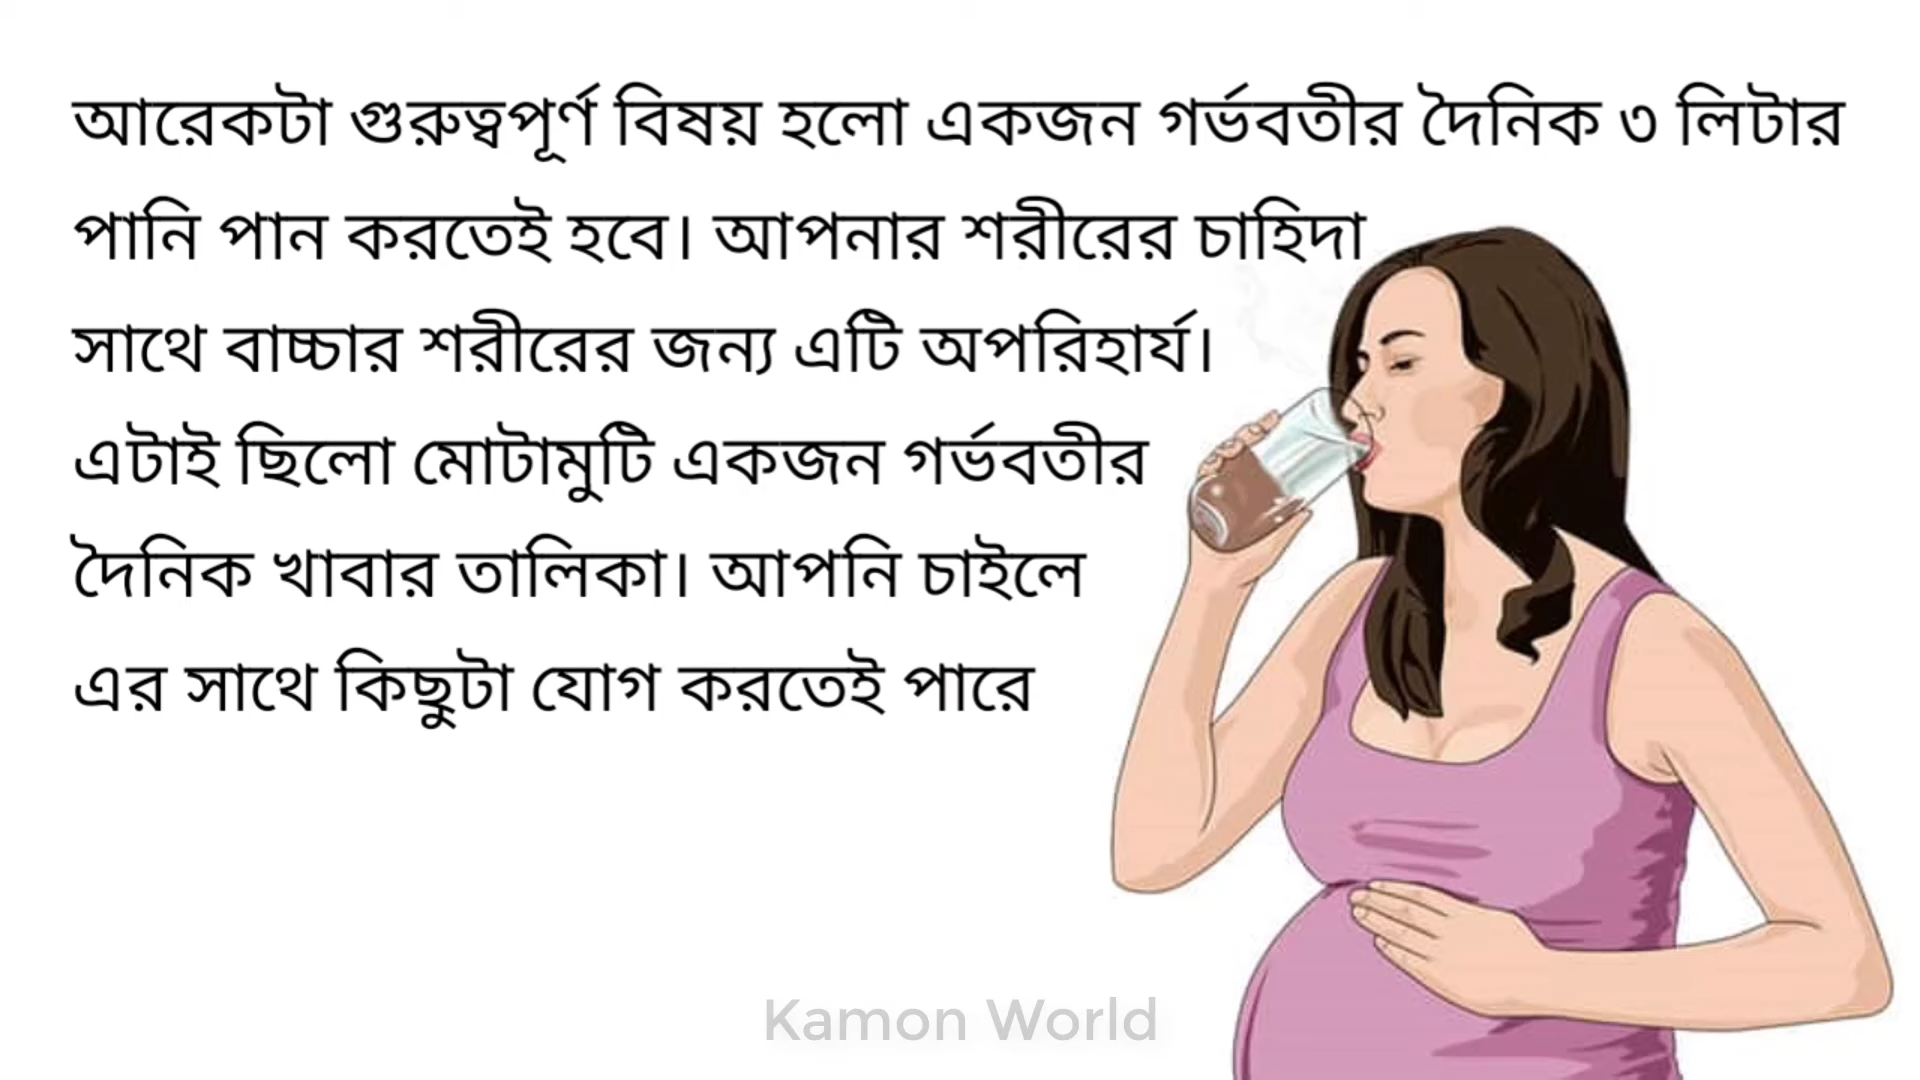 আরেকটা গুরুত্বপূর্ণ বিষয় হলো একজন গর্ভবতীর দৈনিক ৩ লিটার
পানি পান করতেই হবে। আপনার শরীরের চাহিদা
সাথে বাচ্চার শরীরের জন্য এটি অপরিহার্য।
এটাই ছিলো মোটামুটি একজন গর্ভবতীর
দৈনিক খাবার তালিকা। আপনি চাইলে
এর সাথে কিছুটা যোগ করতেই পারে
Kamon World